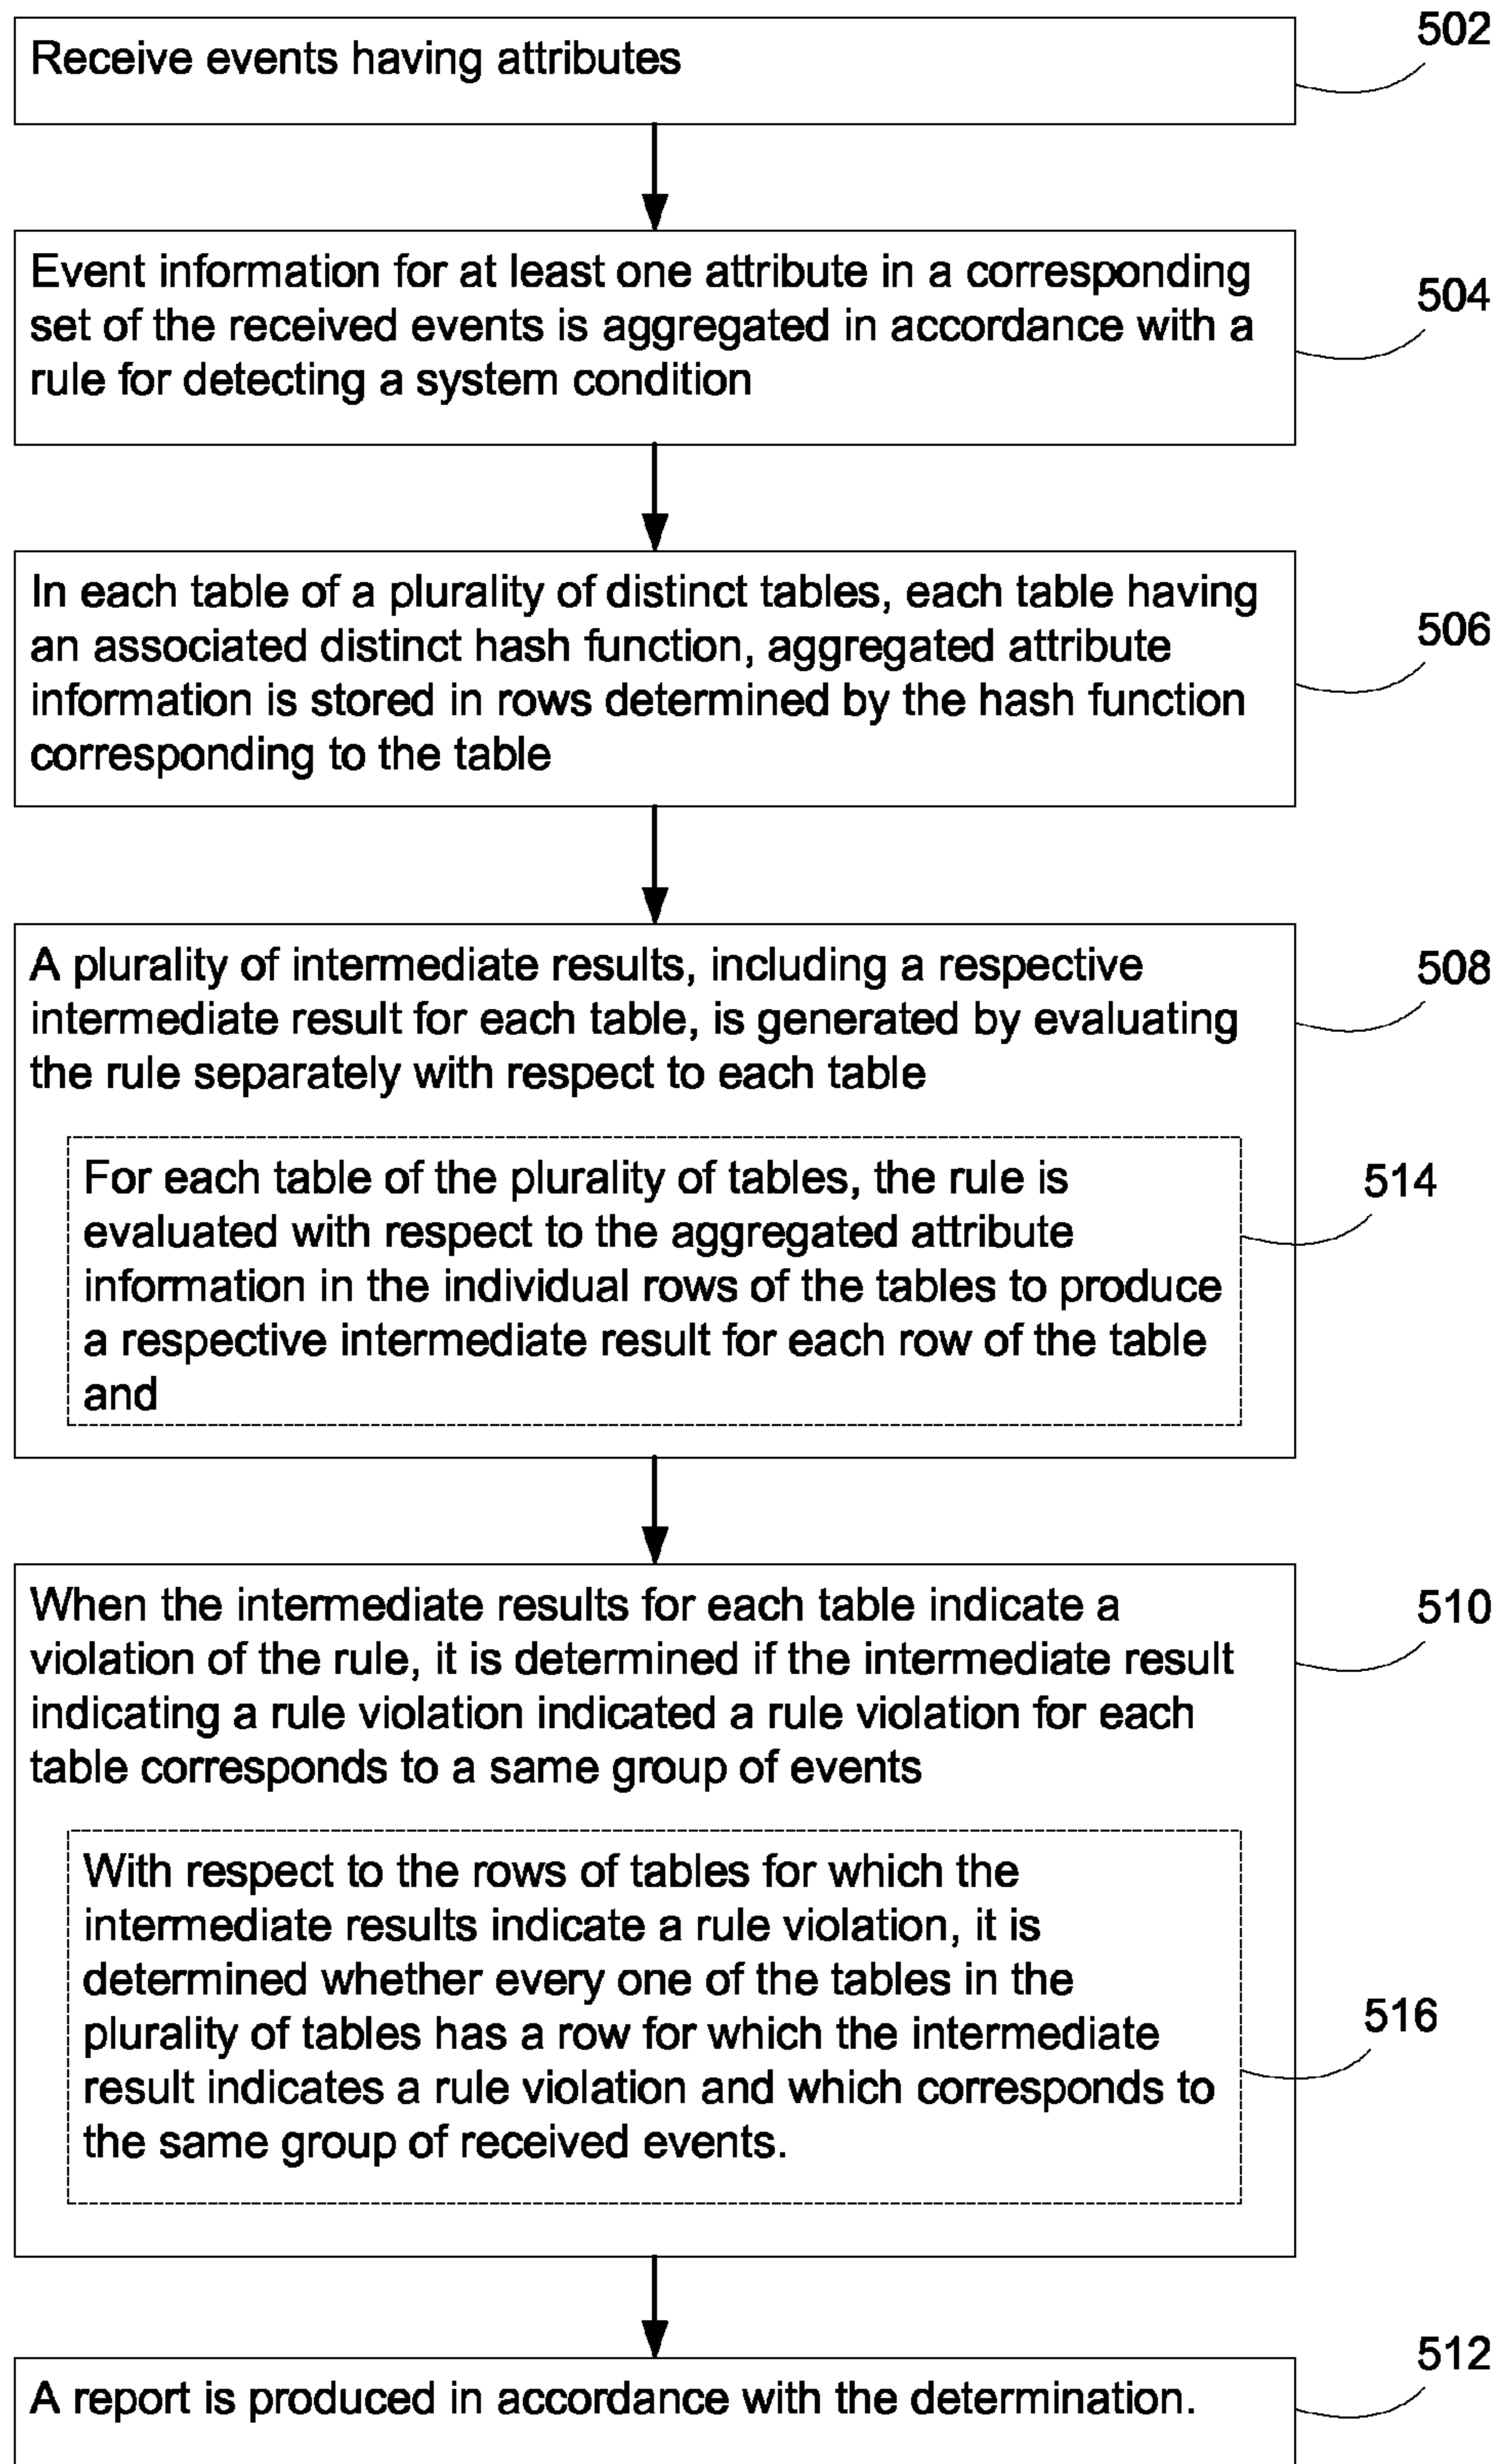 Receive events having attributes
502
Event information for at least one attribute in a corresponding
set of the received events is aggregated in accordance with a
rule for detecting a system condition
504
In each table of a plurality of distinct tables, each table having
an associated distinct hash function, aggregated attribute
information is stored in rows determined by the hash function
corresponding to the table
506
A plurality of intermediate results, including a respective
intermediate result for each table, is generated by evaluating
the rule separately with respect to each table
508
For each table of the plurality of tables, the rule is
evaluated with respect to the aggregated attribute
information in the individual rows of the tables to produce
a respective intermediate result for each row of the table
and
514
When the intermediate results for each table indicate a
violation of the rule, it is determined if the intermediate result
indicating a rule violation indicated a rule violation for each
table corresponds to a same group of events
510
With respect to the rows of tables for which the
intermediate results indicate a rule violation, it is
determined whether every one of the tables in the
plurality of tables has a row for which the intermediate
result indicates a rule violation and which corresponds to
the same group of received events.
516
A report is produced in accordance with the determination.
512